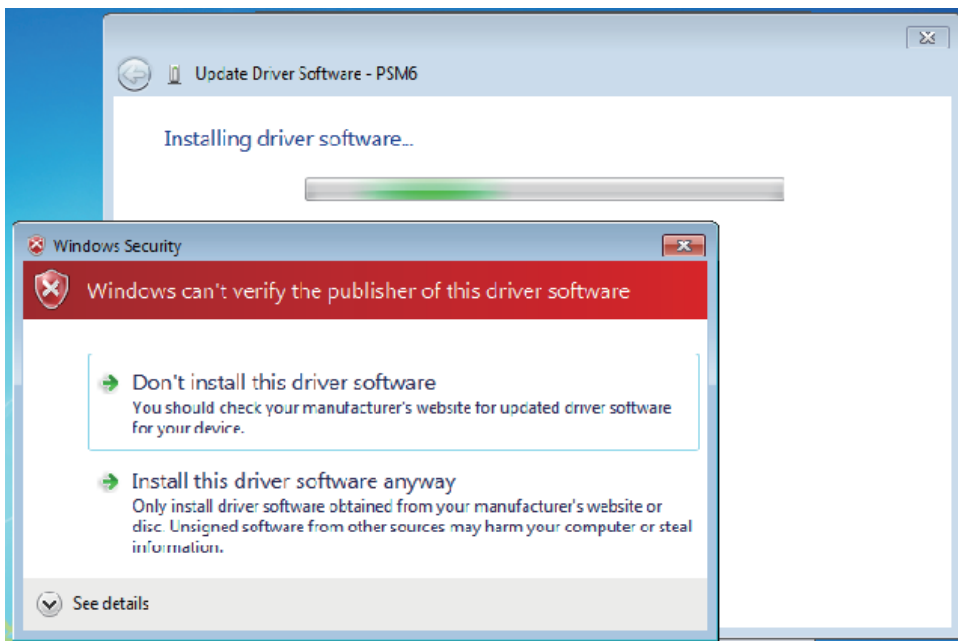 Update Driver Software - PSM6
Installing driver software...
Windows Security
Windows can't verify the publisher of this driver software
Don't install this driver software
You should check your manufacturer's website for updated driver software
for your device.
Install this driver software anyway
Only install driver software obtained from your manufacturer's website or
disc. Unsigned software from other sources may harm your computer or steal
information.
See details